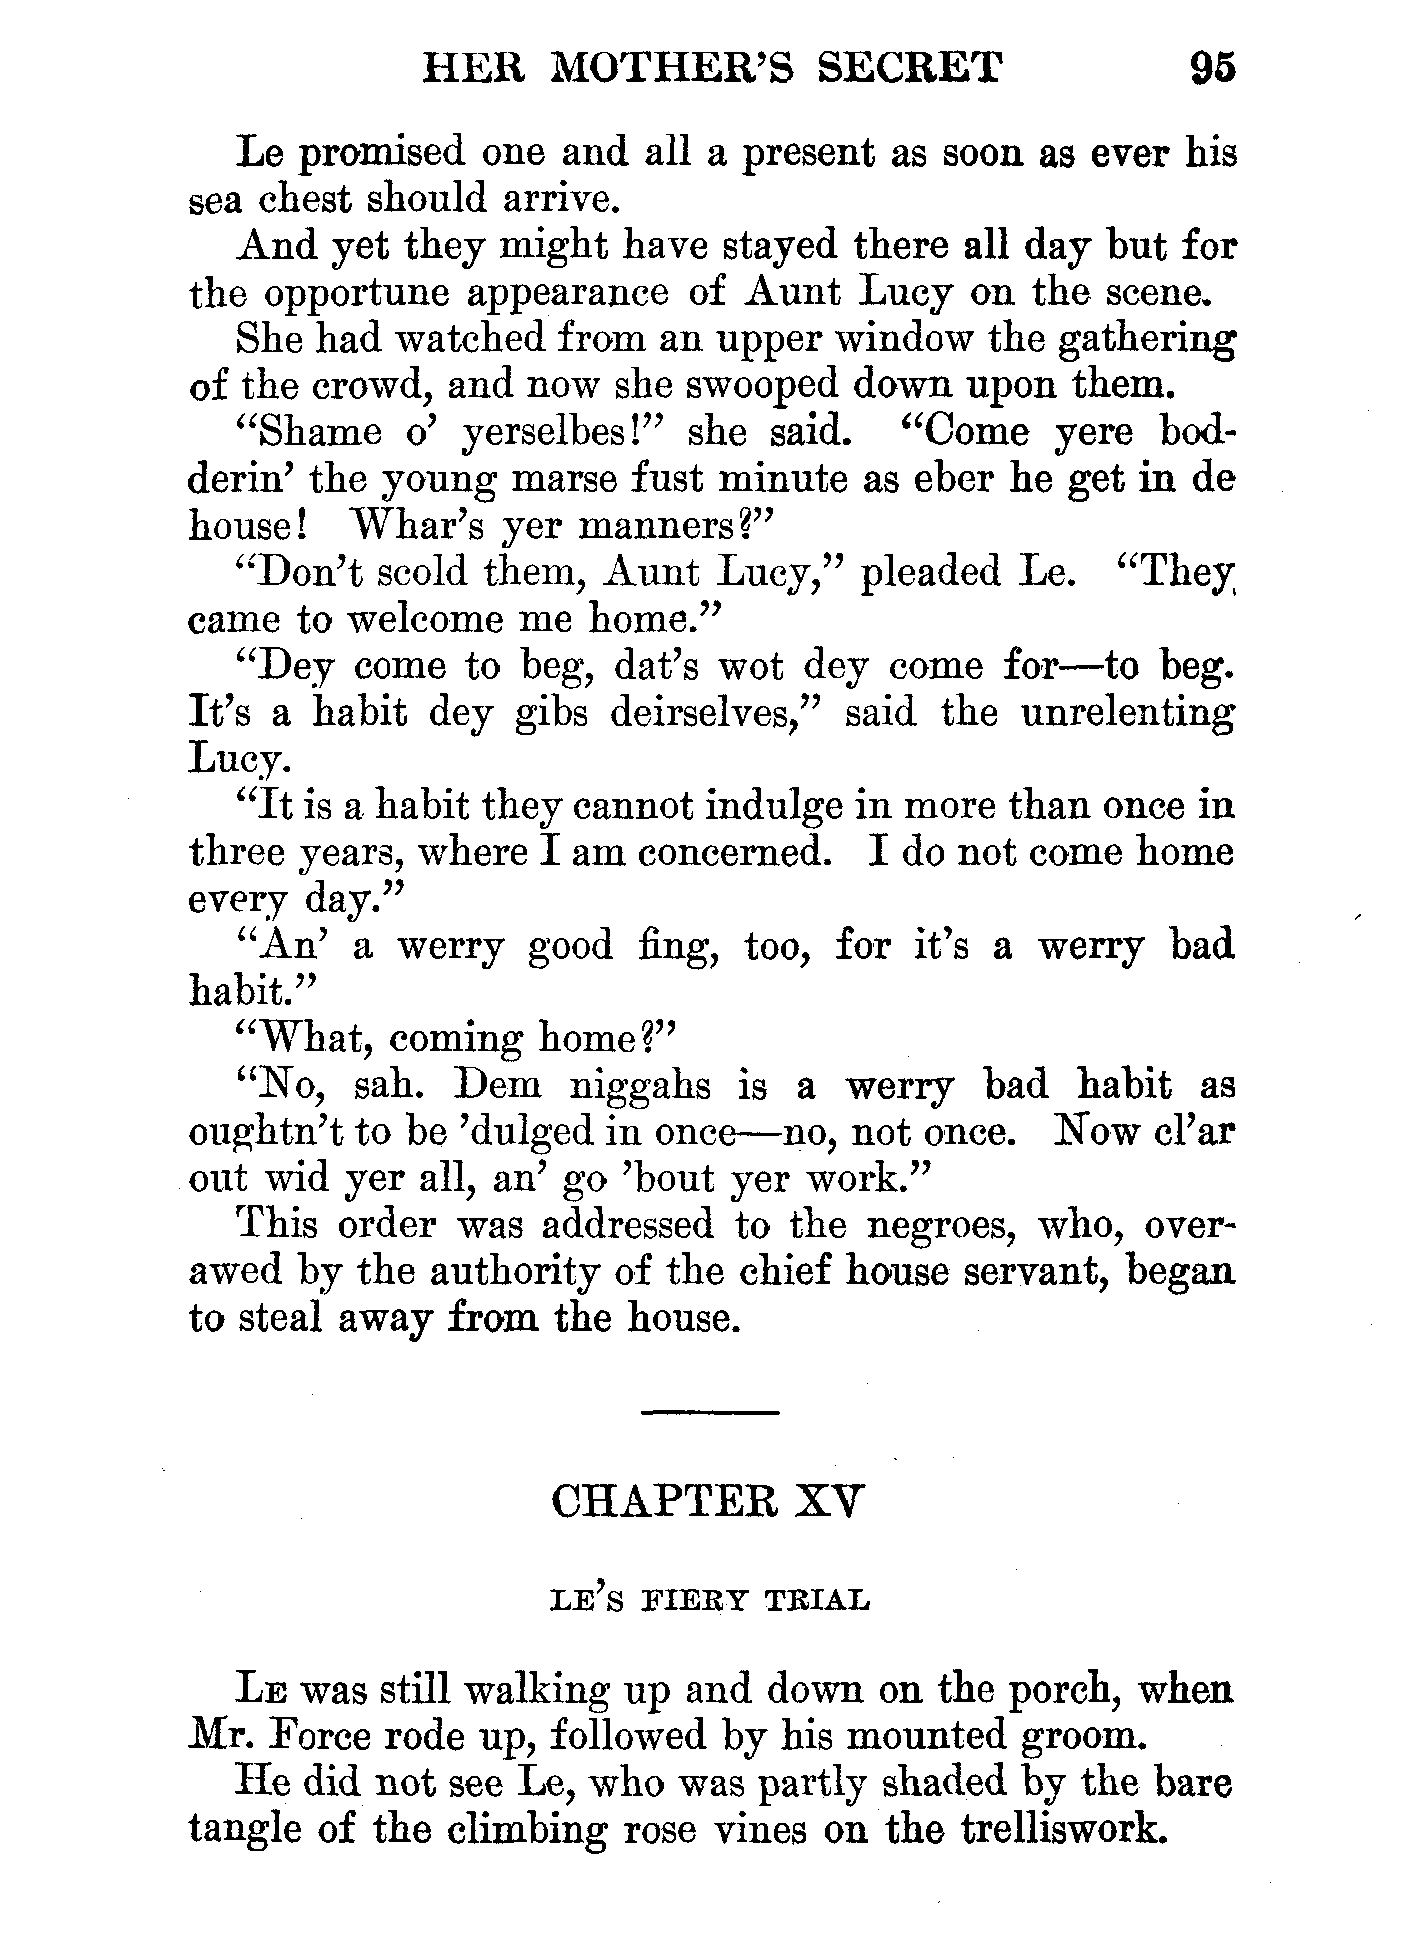 HER MOTHER'S SECRET 95
Le promised one and all a present as soon as ever his
sea chest should arrive.
And yet they might have stayed there all day but for
the opportune appearance of Aunt Lucy on the scene.
She had watched from an upper window the gathering
of the crowd, and now she swooped down upon them.
"Shame o' yerselbes!" she said. "Come yere bod-
derin' the young marse fust minute as eber he get in de
house! Whar's yer manners?"
"Don't scold them, Aunt Lucy," pleaded Le. "They
came to welcome me home."
"Dey come to beg, dat's wot dey come for—to beg.
It's a habit dey gibs deirselves," said the unrelenting
Lucy.
"It is a habit they cannot indulge in more than once in
three years, where I am concerned. I do not come home
every day."
"An' a werry good fing, too, for it's a werry bad
habit."
"What, coming home?"
"No, sah. Dem niggahs is a werry bad habit as
oughtn't to be 'dulged in once—no, not once. Now cl'ar
out wid yer all, an' go 'bout yer work."
This order was addressed to the negroes, who, over-
awed by the authority of the chief house servant, began
to steal away from the house.
CHAPTER XV
LE'S FIERY TRIAL
LE was still walking up and down on the porch, when
Mr. Force rode up, followed by his mounted groom.
He did not see Le, who was partly shaded by the bare
tangle of the climbing rose vines on the trelliswork.